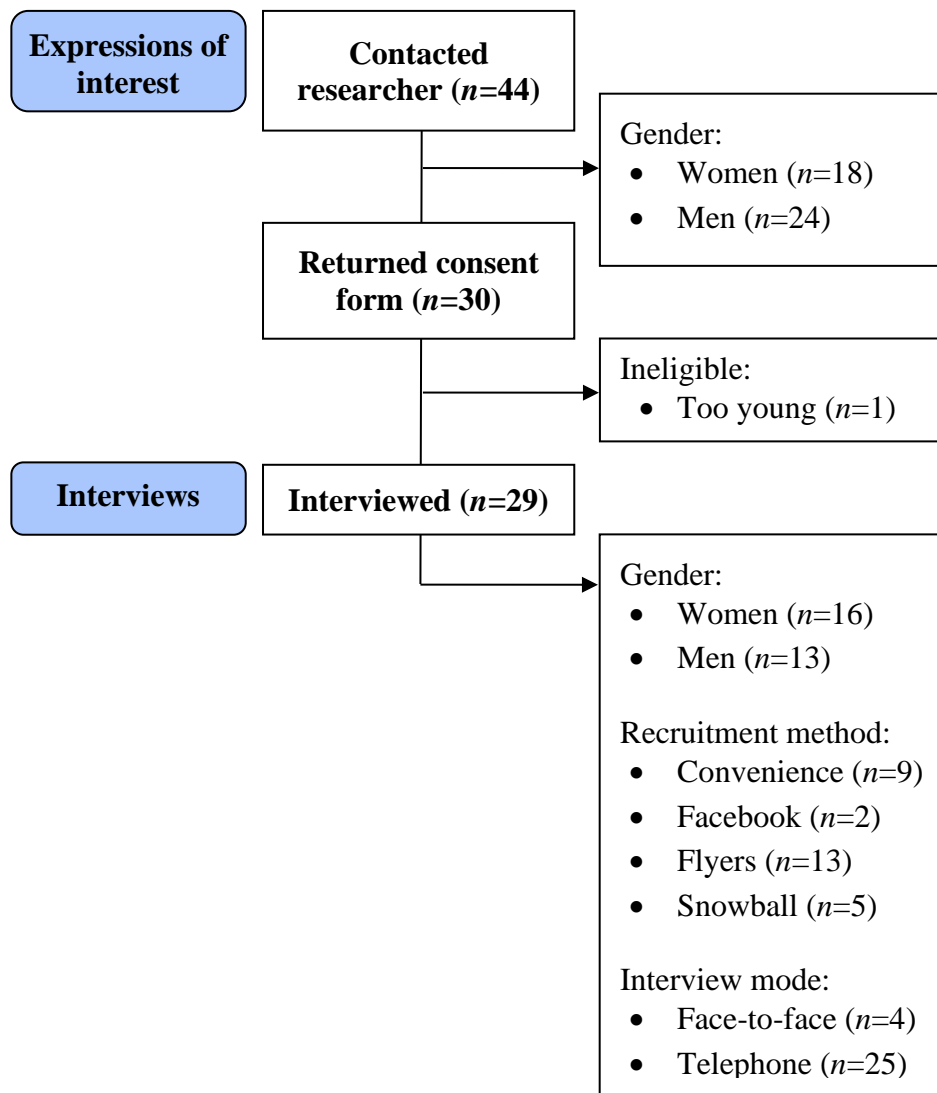 Expressions of
interest
Contacted
researcher (n=44)
Gender:
• Women (n=18)
• Men (n=24)
Returned consent
form (n=30)
Ineligible:
• Too young (n=1)
Interviews
Interviewed (n=29)
Gender:
• Women (n=16)
• Men (n=13)
Recruitment method:
• Convenience (n=9)
• Facebook (n=2)
• Flyers (n=13)
• Snowball (n=5)
Interview mode:
• Face-to-face (n=4)
• Telephone (n=25)